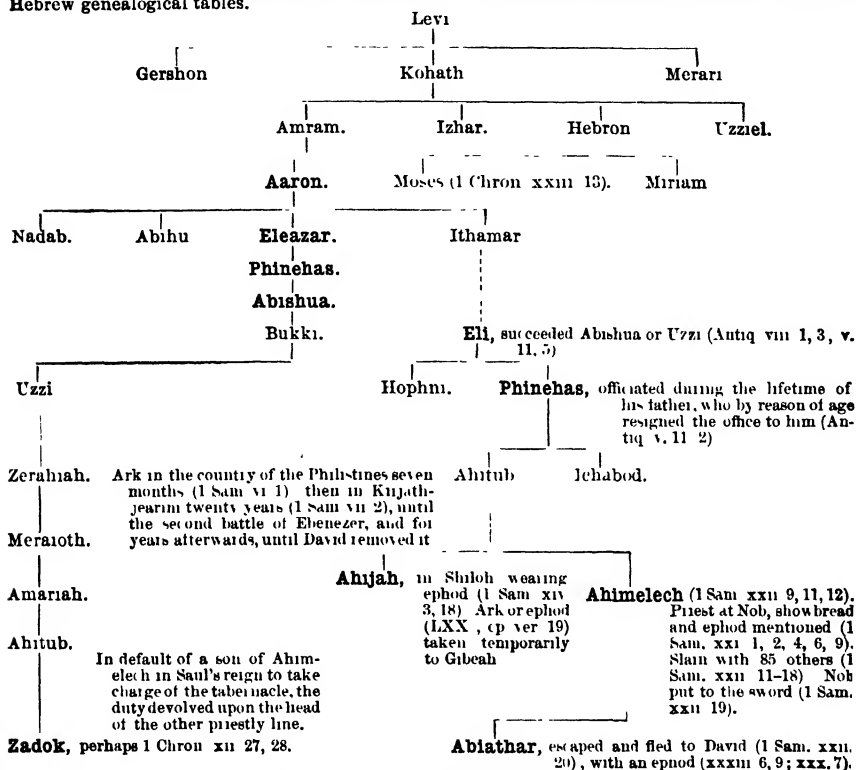 Hebrew genealogical tables.
Levi
Gershon Kohath Merari
Amram. Izhar. Hebron Uzziel.
Aaron. Moses (1 Chron xxiii 13). Miriam
Nadab. Abihu Eleazar. Ithamar
Phinehas.
Abishua.
Bukki. Eli, succeeded Abishua or Uzzi (Antiq viii 1, 3, v.
11, 5)
Uzzi Hophni. Phinehas, officiated during the lifetime of
his father, who by reason of age
resigned the office to him (An-
tiq v. 11 2)
Zerahiah. Ark in the country of the Philistines seven Ahitub Ichabod.
months (1 Sam vi 1) then in Kirjath-
jearim twenty years (1 Sam vii 2), until
the second battle of Ebenezer, and for
Meraioth. years afterwards, until David removed it
Ahijah, in Shiloh wearing
ephod (1 Sam xiv
3, 18) Ark or ephod
(LXX, cp ver 19)
taken temporarily
to Gibeah
Amariah. Ahimelech (1 Sam. xxii 9, 11, 12).
Priest at Nob, showbread
and ephod mentioned (1
Sam. xxi 1, 2, 4, 6, 9).
Slain with 85 others (1
Sam. xxii 11-18) Nob
put to the sword (1 Sam.
xxii 19).
Ahitub.
In default of a son of Ahim-
elech in Saul's reign to take
charge of the tabernacle, the
duty devolved upon the head
of the other priestly line.
Zadok, perhaps 1 Chron xii 27, 28. Abiathar, escaped and fled to David (1 Sam. xxii.
20), with an ephod (xxxiii 6, 9; xxx. 7).